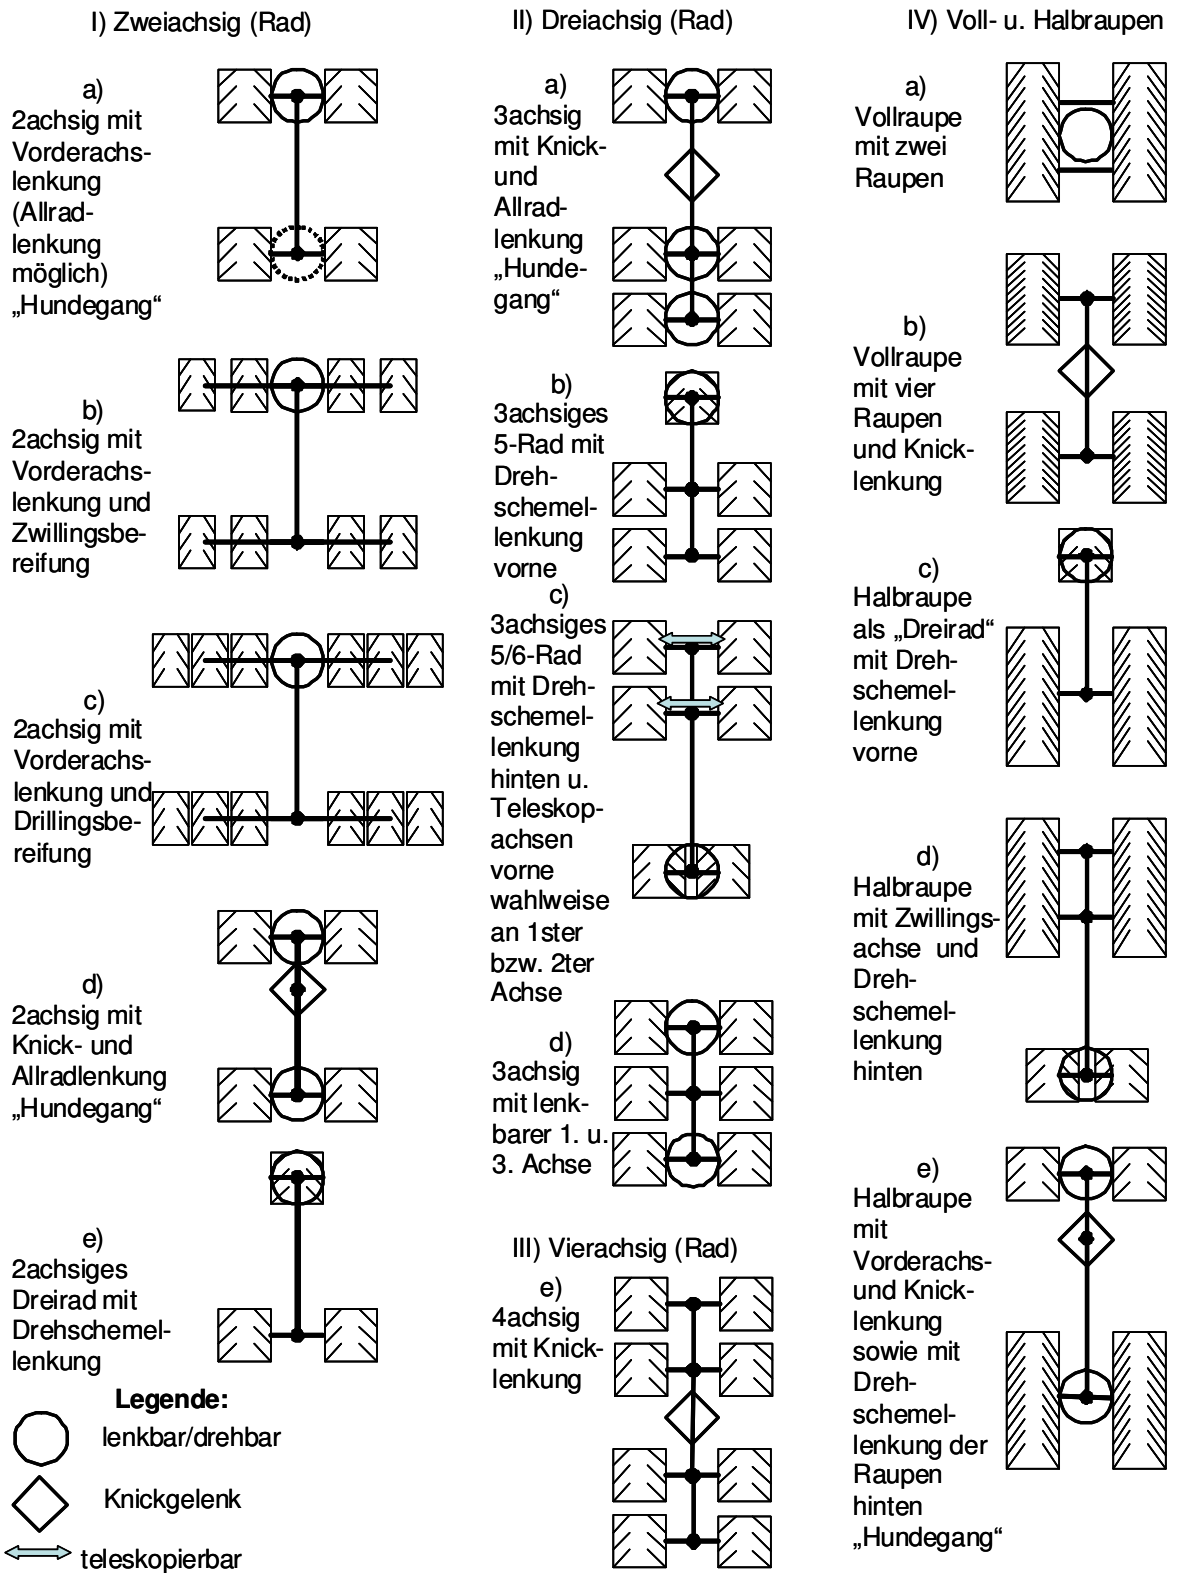 I) Zweiachsig (Rad)
a)
2achsig mit
Vorderachs-
lenkung
(Allrad-
lenkung
möglich)
„Hundegang“
b)
2achsig mit
Vorderachs-
lenkung und
Zwillingsbe-
reifung
c)
2achsig mit
Vorderachs-
lenkung und
Drillingsbe-
reifung
d)
2achsig mit
Knick- und
Allradlenkung
„Hundegang“
e)
2achsiges
Dreirad mit
Drehschemel-
lenkung
Legende:
lenkbar/drehbar
Knickgelenk
teleskopierbar
II) Dreiachsig (Rad)
a)
3achsig
mit Knick-
und
Allrad-
lenkung
„Hunde-
gang“
b)
3achsiges
5-Rad mit
Dreh-
schemel-
lenkung
vorne
c)
3achsiges
5/6-Rad
mit Dreh-
schemel-
lenkung
hinten u.
Teleskop-
achsen
vorne
wahlweise
an 1ster
bzw. 2ter
Achse
d)
3achsig
mit lenk-
barer 1. u.
3. Achse
III) Vierachsig (Rad)
e)
4achsig
mit Knick-
lenkung
IV) Voll- u. Halbraupen
a)
Vollraupe
mit zwei
Raupen
b)
Vollraupe
mit vier
Raupen
und Knick-
lenkung
c)
Halbraupe
als „Dreirad“
mit Dreh-
schemel-
lenkung
vorne
d)
Halbraupe
mit Zwillings-
achse und
Dreh-
schemel-
lenkung
hinten
e)
Halbraupe
mit
Vorderachs-
und Knick-
lenkung
sowie mit
Dreh-
schemel-
lenkung der
Raupen
hinten
„Hundegang“